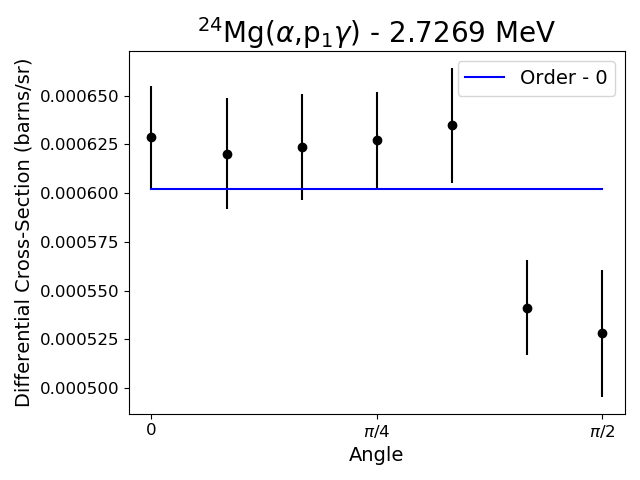 ²⁴Mg(α,p₁γ) - 2.7269 MeV
Order - 0
Differential Cross-Section (barns/sr)
0.000650
0.000625
0.000600
0.000575
0.000550
0.000525
0.000500
0
π/4
π/2
Angle